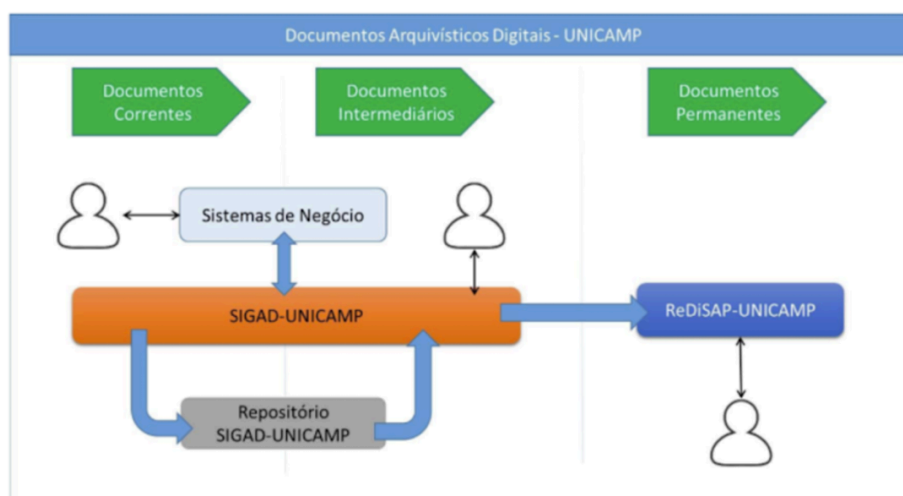 Documentos Arquivísticos Digitais - UNICAMP
Documentos
Correntes
Documentos
Intermediários
Documentos
Permanentes
Sistemas de Negócio
SIGAD-UNICAMP
ReDiSAP-UNICAMP
Repositório
SIGAD-UNICAMP